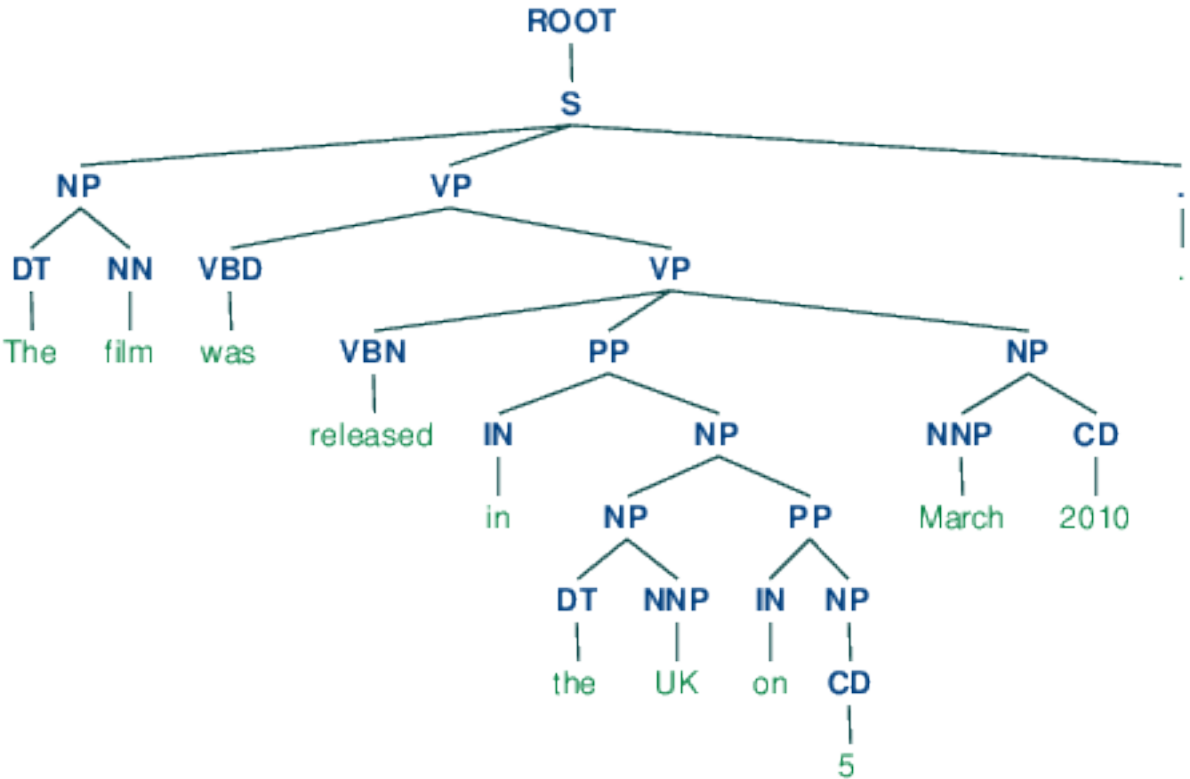 ROOT
S
NP VP .
DT NN VBD VP .
The film was VBN PP NP
released IN NP NNP CD
in NP PP March 2010
DT NNP IN NP
the UK on CD
5